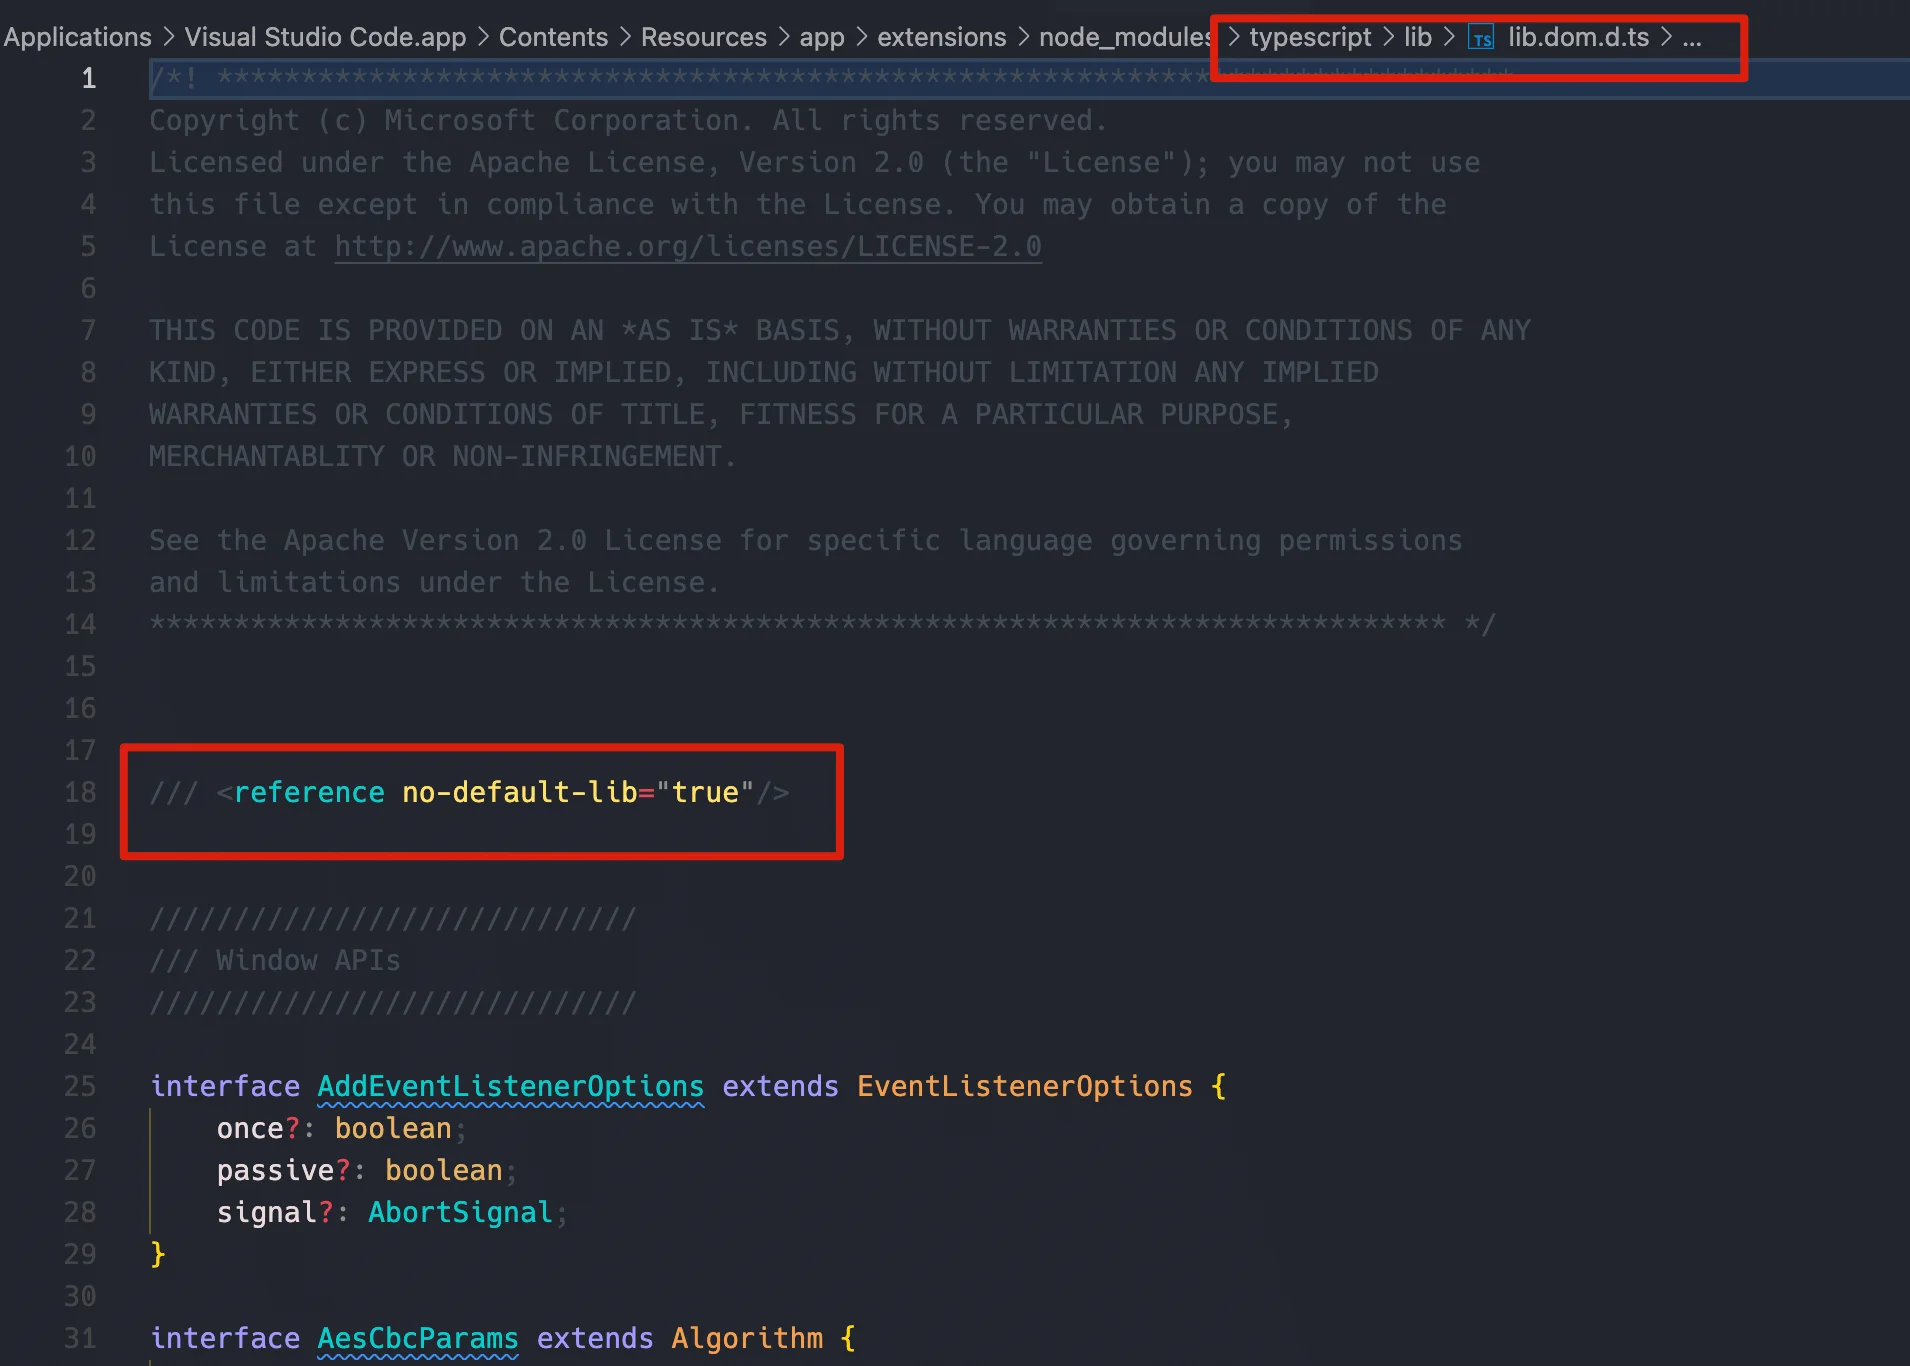 Applications > Visual Studio Code.app > Contents > Resources > app > extensions > node_modules > typescript > lib > TS lib.dom.d.ts > ...
1 /*! *****************************************************************************
2 Copyright (c) Microsoft Corporation. All rights reserved.
3 Licensed under the Apache License, Version 2.0 (the "License"); you may not use
4 this file except in compliance with the License. You may obtain a copy of the
5 License at http://www.apache.org/licenses/LICENSE-2.0
6
7 THIS CODE IS PROVIDED ON AN *AS IS* BASIS, WITHOUT WARRANTIES OR CONDITIONS OF ANY
8 KIND, EITHER EXPRESS OR IMPLIED, INCLUDING WITHOUT LIMITATION ANY IMPLIED
9 WARRANTIES OR CONDITIONS OF TITLE, FITNESS FOR A PARTICULAR PURPOSE,
10 MERCHANTABLITY OR NON-INFRINGEMENT.
11
12 See the Apache Version 2.0 License for specific language governing permissions
13 and limitations under the License.
14 ***************************************************************************** */
15
16
17
18 /// <reference no-default-lib="true"/>
19
20
21 /////////////////////////////
22 /// Window APIs
23 /////////////////////////////
24
25 interface AddEventListenerOptions extends EventListenerOptions {
26     once?: boolean;
27     passive?: boolean;
28     signal?: AbortSignal;
29 }
30
31 interface AesCbcParams extends Algorithm {